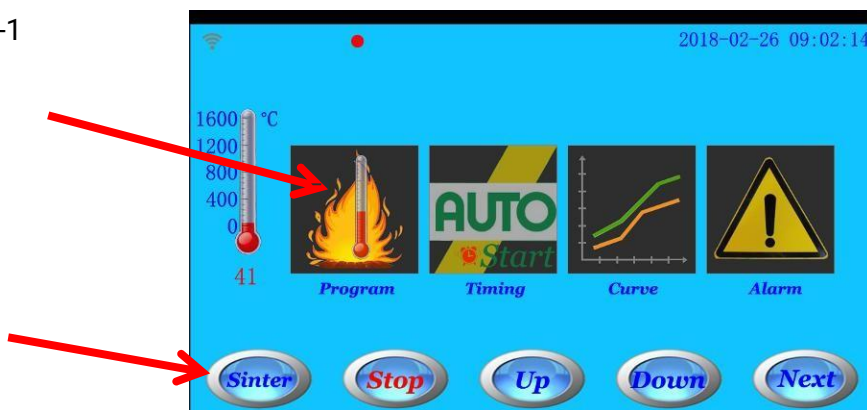 -1
2018-02-26 09:02:14
1600 °C
1200
800
400
0
41
AUTO
Start
Program Timing Curve Alarm
Sinter Stop Up Down Next